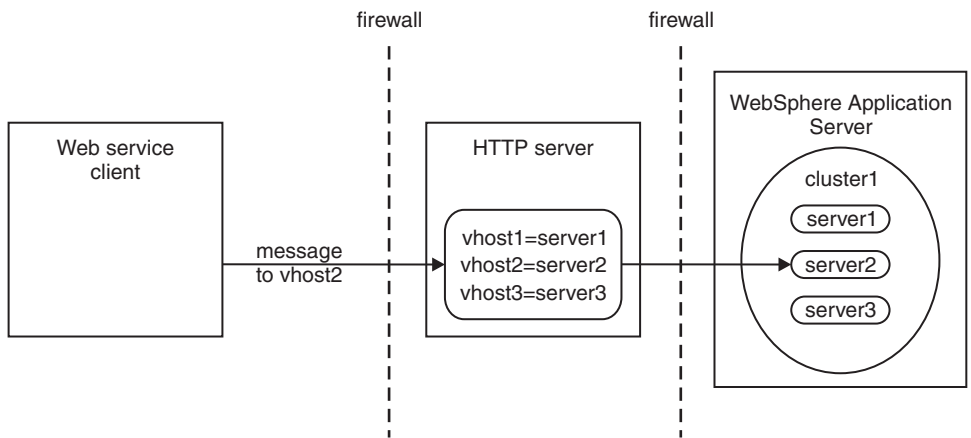 firewall
firewall
Web service
client
message
to vhost2
HTTP server
vhost1=server1
vhost2=server2
vhost3=server3
WebSphere Application
Server
cluster1
server1
server2
server3